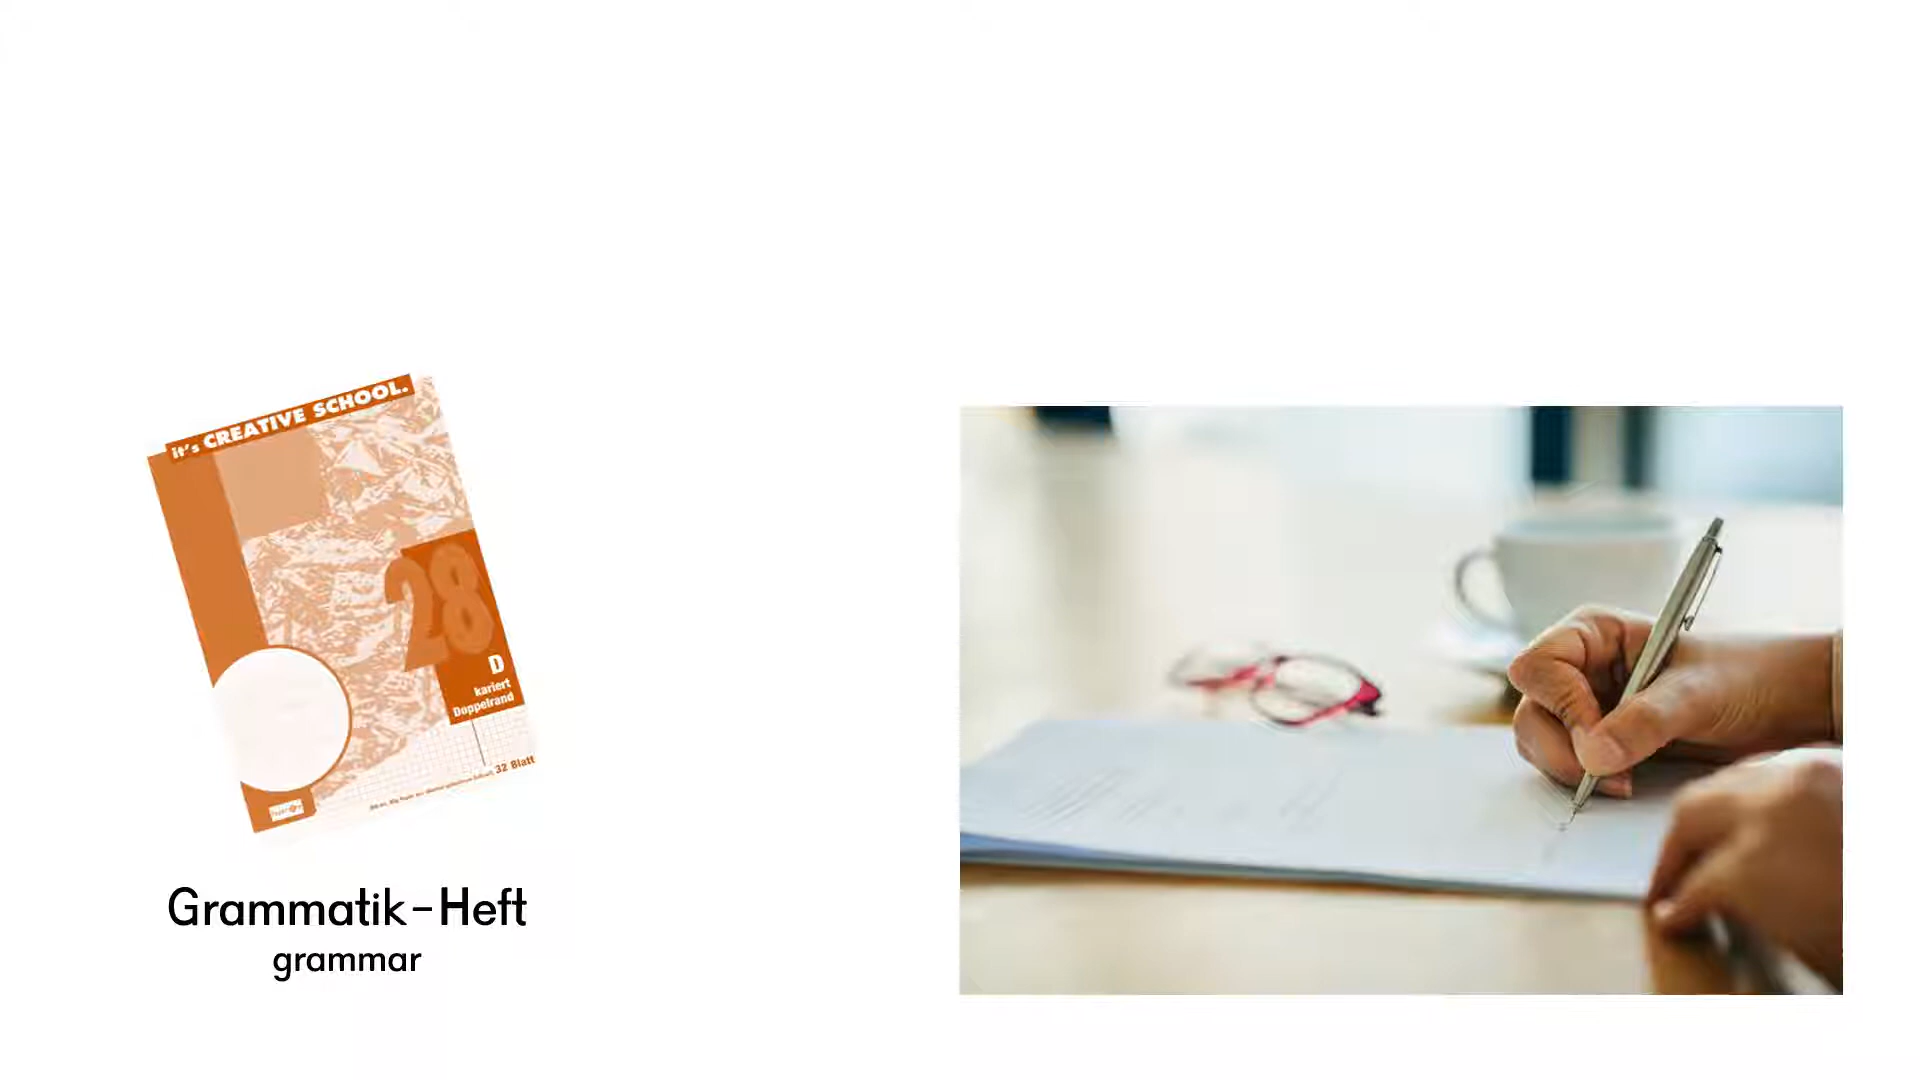 it's CREATIVE SCHOOL.
28
D
kariert
Doppelrand
32 Blatt
Grammatik-Heft
grammar